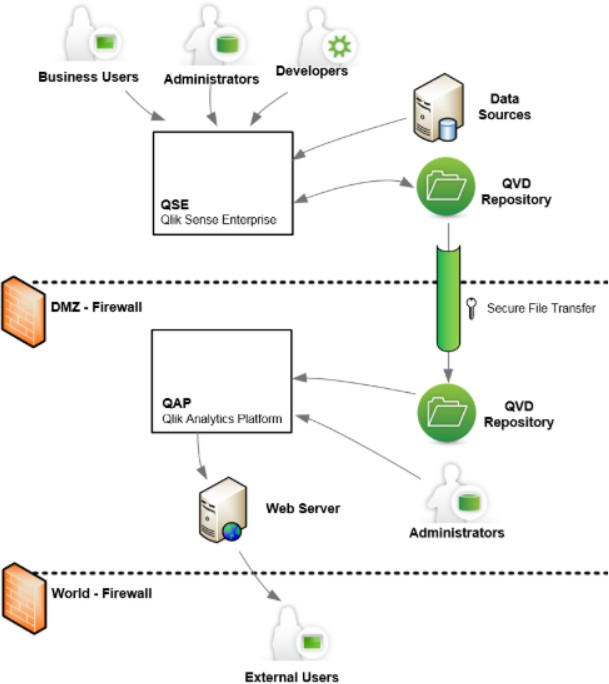 Business Users
Administrators
Developers
Data
Sources
QSE
Qlik Sense Enterprise
QVD
Repository
DMZ - Firewall
Secure File Transfer
QAP
Qlik Analytics Platform
QVD
Repository
Web Server
Administrators
World - Firewall
External Users